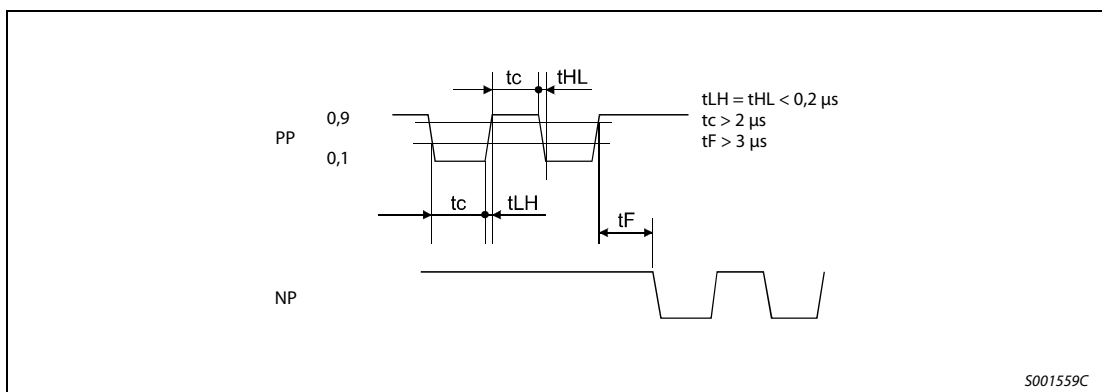 tc tHL
tLH = tHL < 0,2 µs
tc > 2 µs
tF > 3 µs
0,9
PP
0,1
tc tLH
tF
NP
S001559C